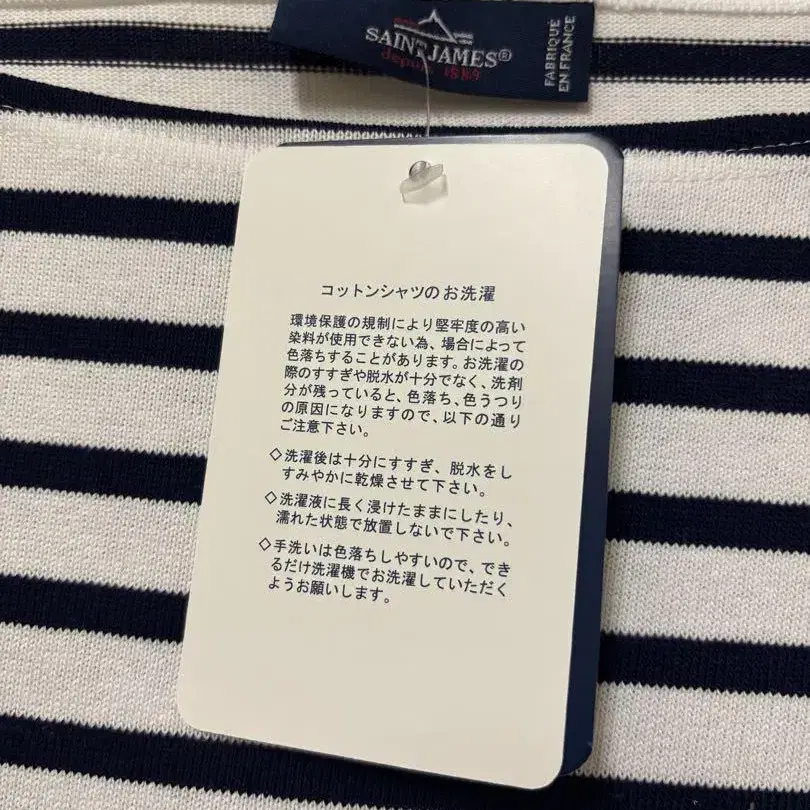 SAINT JAMES®
depuis 1889
FABRIQUÉ
EN FRANCE
コットンシャツのお洗濯
環境保護の規制により堅牢度の高い
染料が使用できない為、場合によって
色落ちすることがあります。お洗濯の
際のすすぎや脱水が十分でなく、洗剤
分が残っていると、色落ち、色うつり
の原因になりますので、以下の通り
ご注意下さい。
◇洗濯後は十分にすすぎ、脱水をし
すみやかに乾燥させて下さい。
◇洗濯液に長く浸けたままにしたり、
濡れた状態で放置しないで下さい。
◇手洗いは色落ちしやすいので、でき
るだけ洗濯機でお洗濯していただく
ようお願いします。